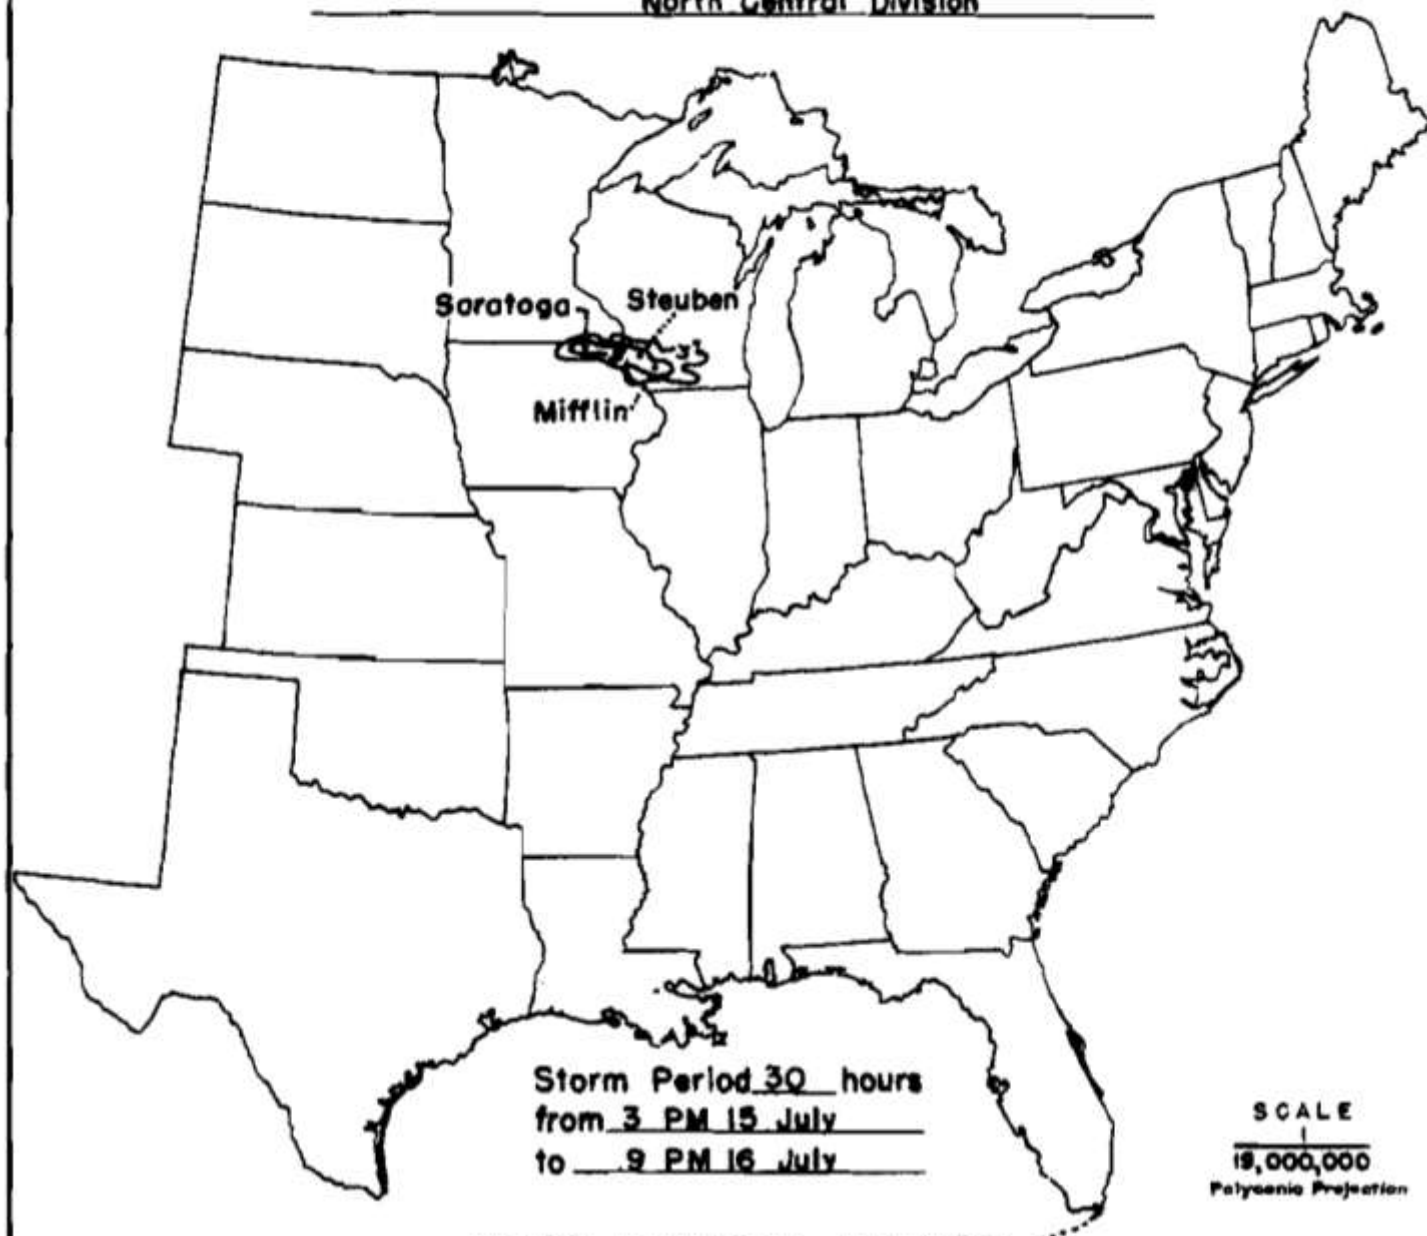 North Central Division
Saratoga
Steuben
Mifflin
Storm Period 30 hours
from 3 PM 15 July
to 9 PM 16 July
SCALE
1
19,000,000
Polyconic Projection